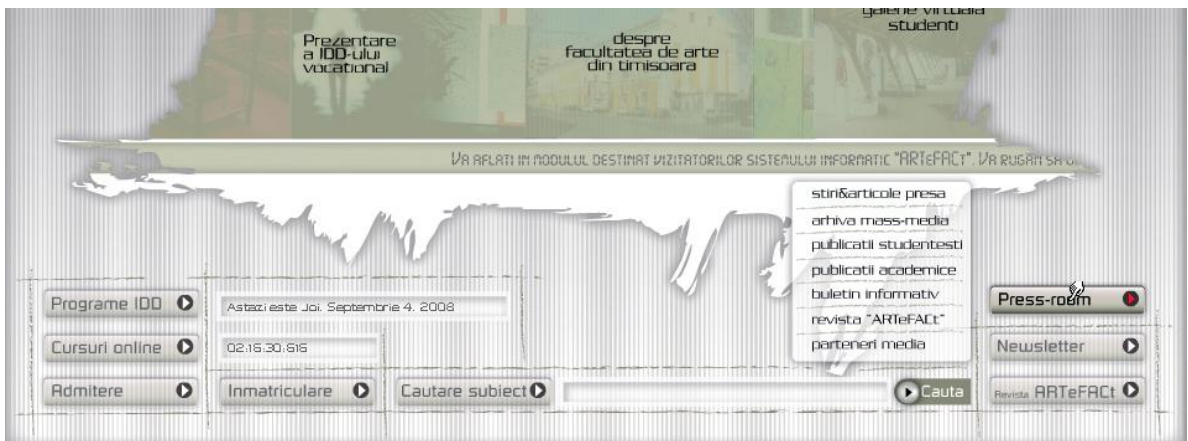 galerie virtuala
studenti
Prezentare
a IDD-ului
vocational
despre
facultatea de arte
din timisoara
Va aflati in modulul destinat vizitatorilor sistemului informatic "ARTeFACt". Va rugam sa
stiri&articole presa
arhiva mass-media
publicatii studentesti
publicatii academice
buletin informativ
revista "ARTeFACt"
parteneri media
Programe IDD
Astazi este Joi, Septembrie 4, 2008
Press-room
Cursuri online
02:16:30:616
Newsletter
Admitere
Inmatriculare
Cautare subiect
Cauta
Revista ARTeFACt